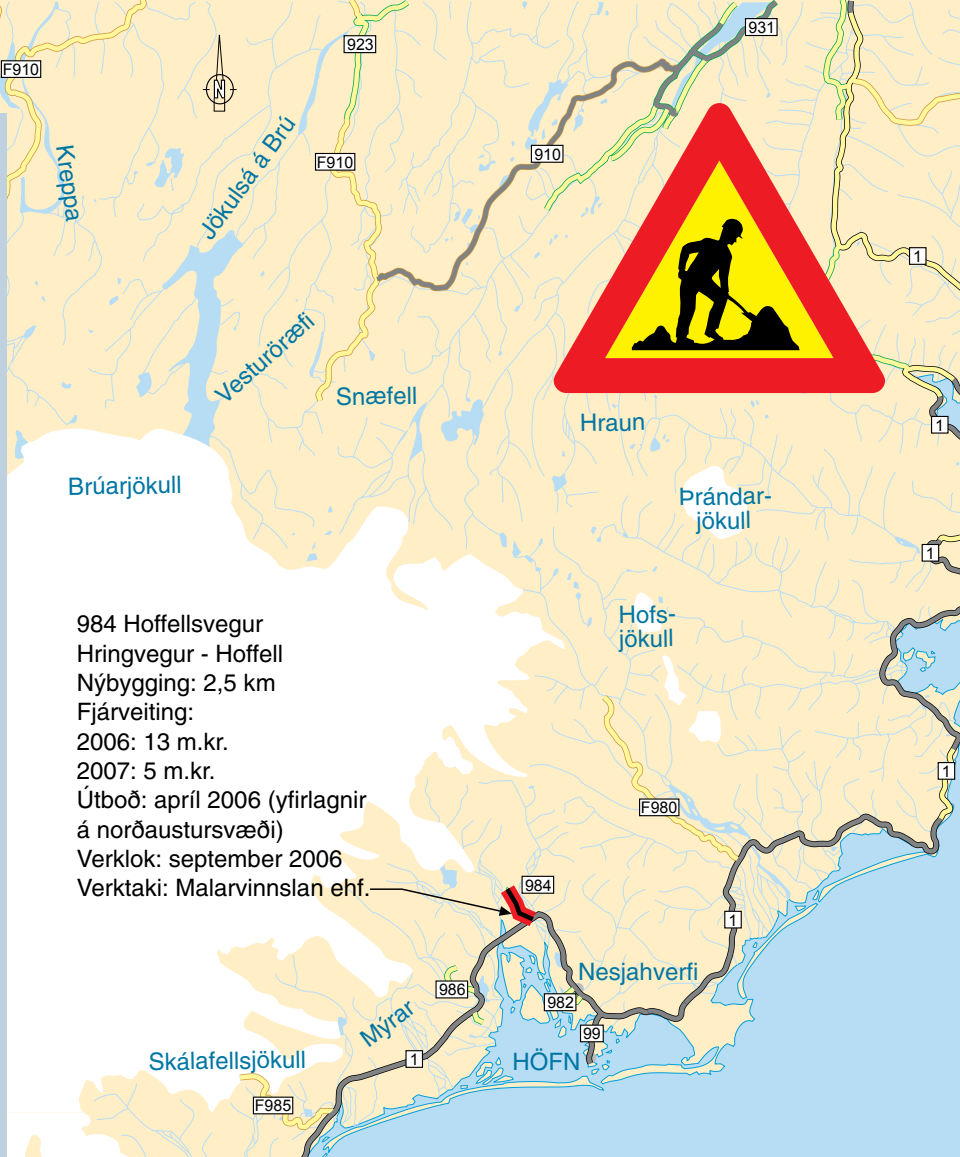 923
931
F910
N
Kreppa
Jökulsá á Brú
F910
910
1
Vesturöræfi
Snæfell
Hraun
1
Brúarjökull
Þrándar-
jökull
1
Hofs-
jökull
984 Hoffellsvegur
Hringvegur - Hoffell
Nýbygging: 2,5 km
Fjárveiting:
2006: 13 m.kr.
2007: 5 m.kr.
Útboð: apríl 2006 (yfirlagnir
á norðaustursvæði)
Verklok: september 2006
Verktaki: Malarvinnslan ehf.
1
F980
984
1
Nesjahverfi
986
982
Mýrar
99
1
HÖFN
Skálafellsjökull
F985